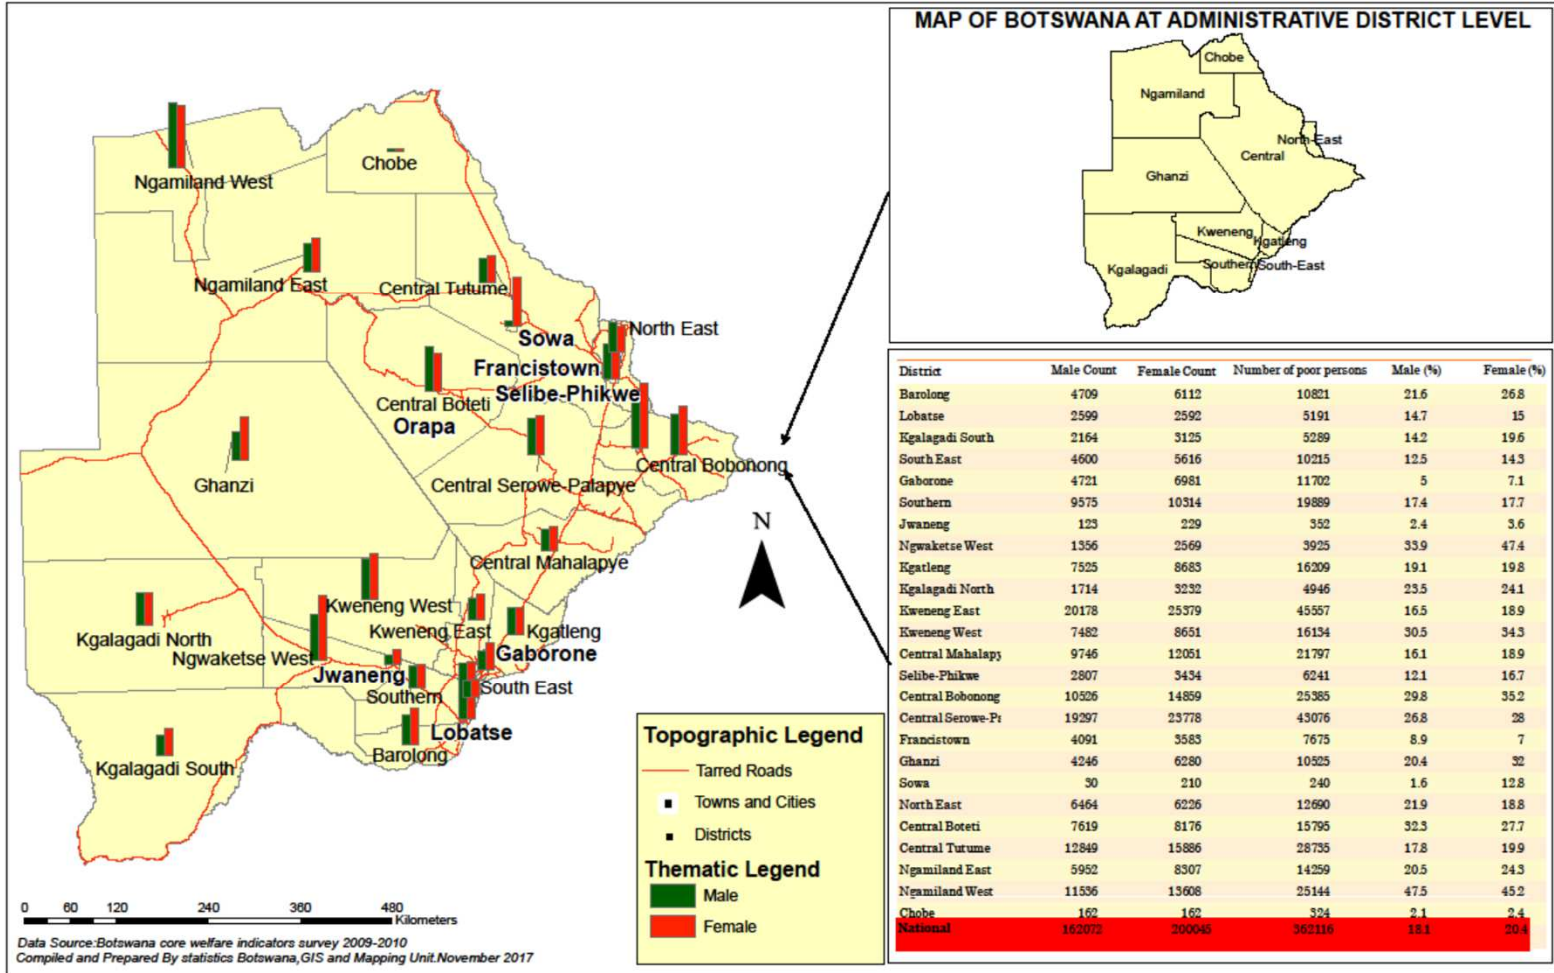 MAP OF BOTSWANA AT ADMINISTRATIVE DISTRICT LEVEL
Chobe
Ngamiland
North-East
Central
Ghanzi
Kweneng
Kgatleng
Southern
South-East
Kgalagadi
Ngamiland West
Chobe
Ngamiland East
Central Tutume
Sowa
North East
Francistown
Selibe-Phikwe
Central Boteti
Orapa
Central Bobonong
Ghanzi
Central Serowe-Palapye
N
Central Mahalapye
Kweneng West
Kweneng East
Kgatleng
Kgalagadi North
Ngwaketse West
Gaborone
Jwaneng
Southern
South East
Lobatse
Barolong
Kgalagadi South
Topographic Legend
Tarred Roads
Towns and Cities
Districts
Thematic Legend
Male
Female
0 60 120 240 360 480
Kilometers
Data Source:Botswana core welfare indicators survey 2009-2010
Compiled and Prepared By statistics Botswana,GIS and Mapping Unit.November 2017
District Male Count Female Count Number of poor persons Male (%) Female (%)
Barolong 4709 6112 10821 21.6 26.8
Lobatse 2599 2592 5191 14.7 15
Kgalagadi South 2164 3125 5289 14.2 19.6
South East 4600 5616 10215 12.5 14.3
Gaborone 4721 6981 11702 5 7.1
Southern 9575 10314 19889 17.4 17.7
Jwaneng 123 229 352 2.4 3.6
Ngwaketse West 1356 2569 3925 33.9 47.4
Kgatleng 7525 8683 16209 19.1 19.8
Kgalagadi North 1714 3232 4946 23.5 24.1
Kweneng East 20178 25379 45557 16.5 18.9
Kweneng West 7482 8651 16134 30.5 34.3
Central Mahalapy 9746 12051 21797 16.1 18.9
Selibe-Phikwe 2807 3434 6241 12.1 16.7
Central Bobonong 10526 14859 25385 29.8 35.2
Central Serowe-Pa 19297 23778 43076 26.8 28
Francistown 4091 3583 7675 8.9 7
Ghanzi 4246 6280 10525 20.4 32
Sowa 30 210 240 1.6 12.8
North East 6464 6226 12690 21.9 18.8
Central Boteti 7619 8176 15795 32.3 27.7
Central Tutume 12849 15886 28735 17.8 19.9
Ngamiland East 5952 8307 14259 20.5 24.3
Ngamiland West 11536 13608 25144 47.5 45.2
Chobe 162 162 324 2.1 2.4
National 162072 200045 362116 18.1 20.4